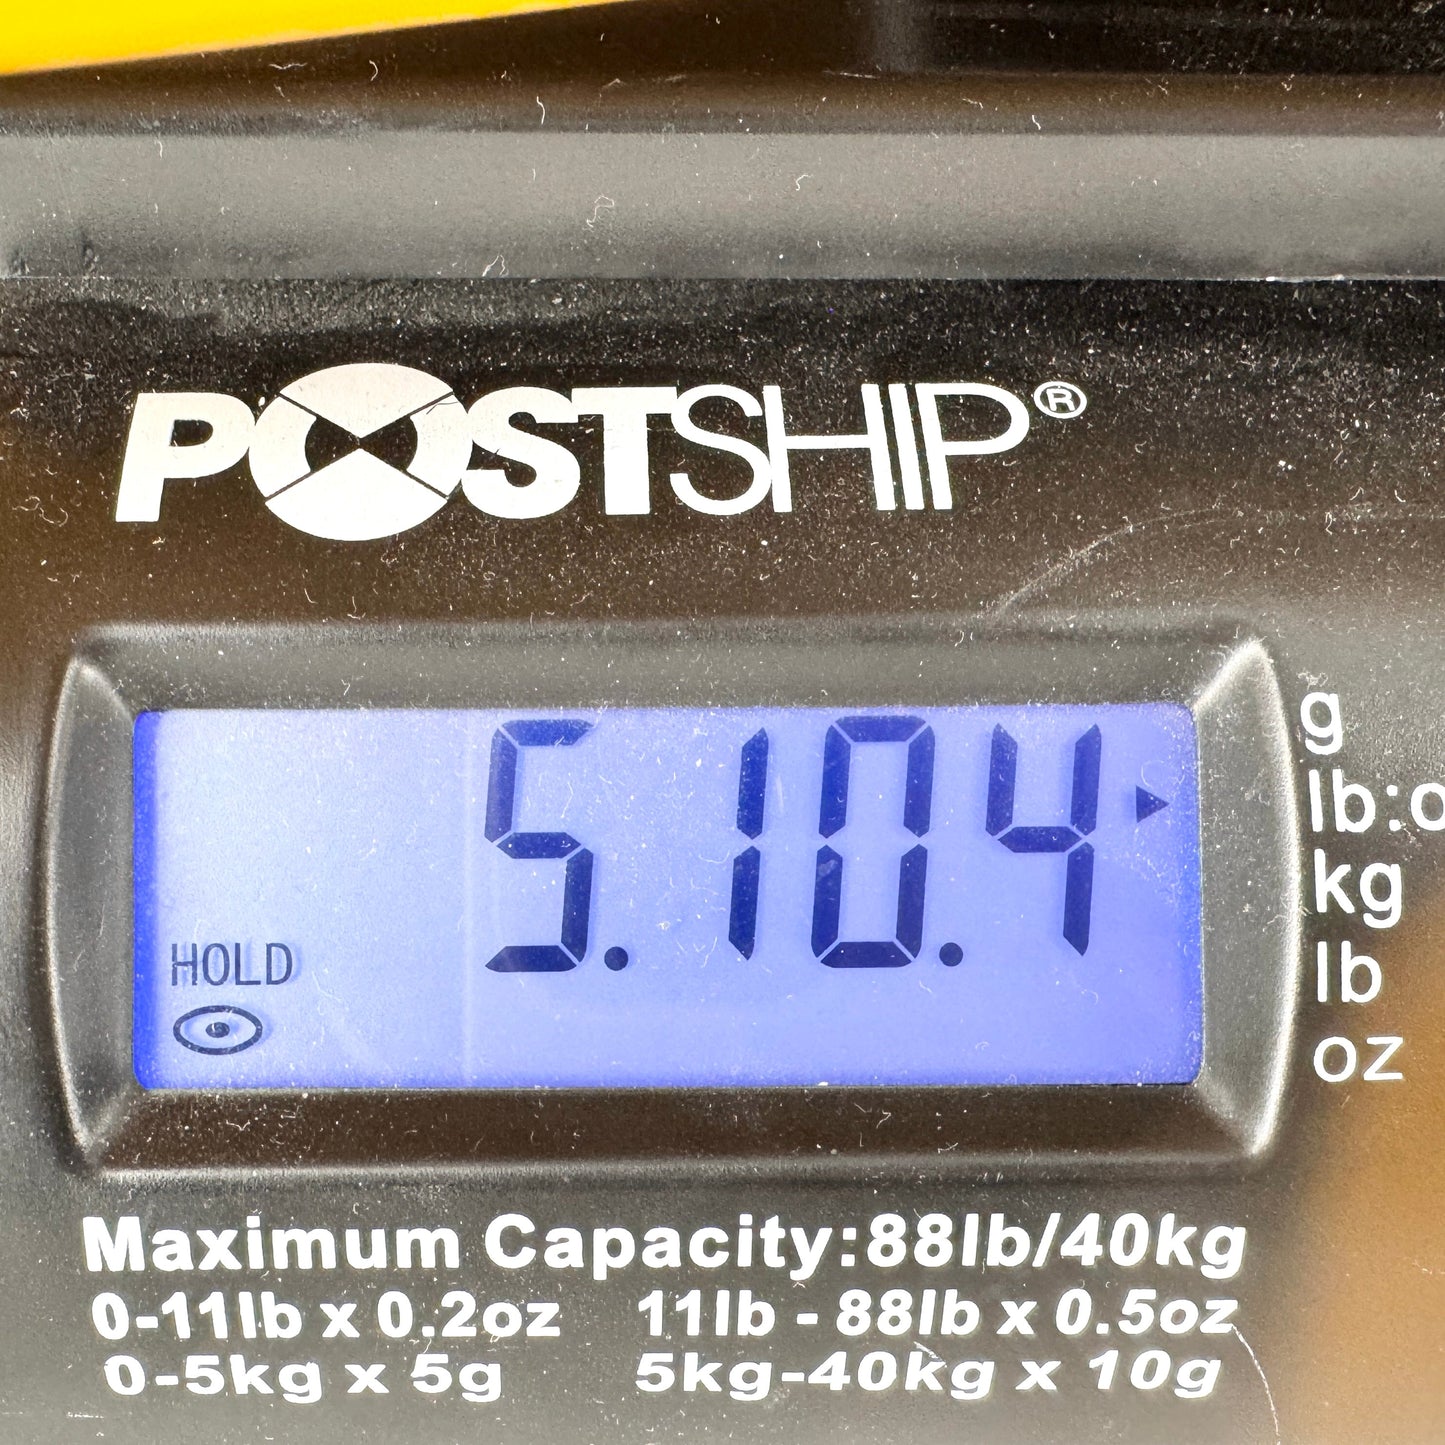 POSTSHIP®
5.10.4
HOLD
g
lb:o
kg
lb
oz
Maximum Capacity:88lb/40kg
0-11lb x 0.2oz 11lb - 88lb x 0.5oz
0-5kg x 5g 5kg-40kg x 10g